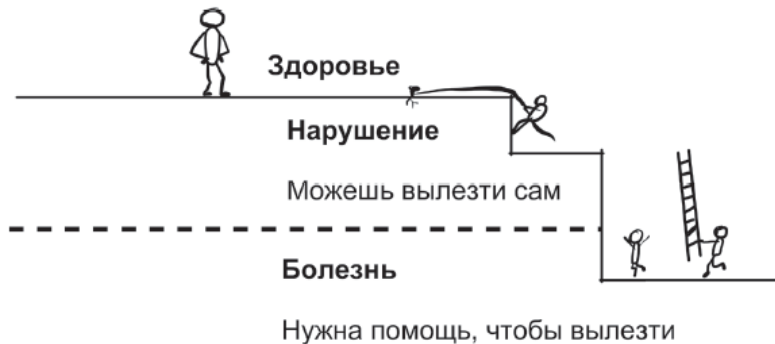 Здоровье
Нарушение
Можешь вылезти сам
Болезнь
Нужна помощь, чтобы вылезти